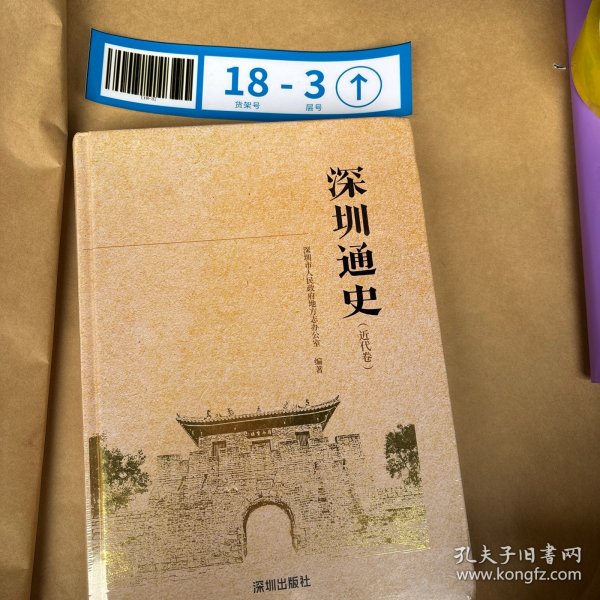 18-3
货架号
层号
深圳通史
(近代卷)
深圳市人民政府地方志办公室 编著
深圳出版社
孔夫子旧书网
www.kongfz.com